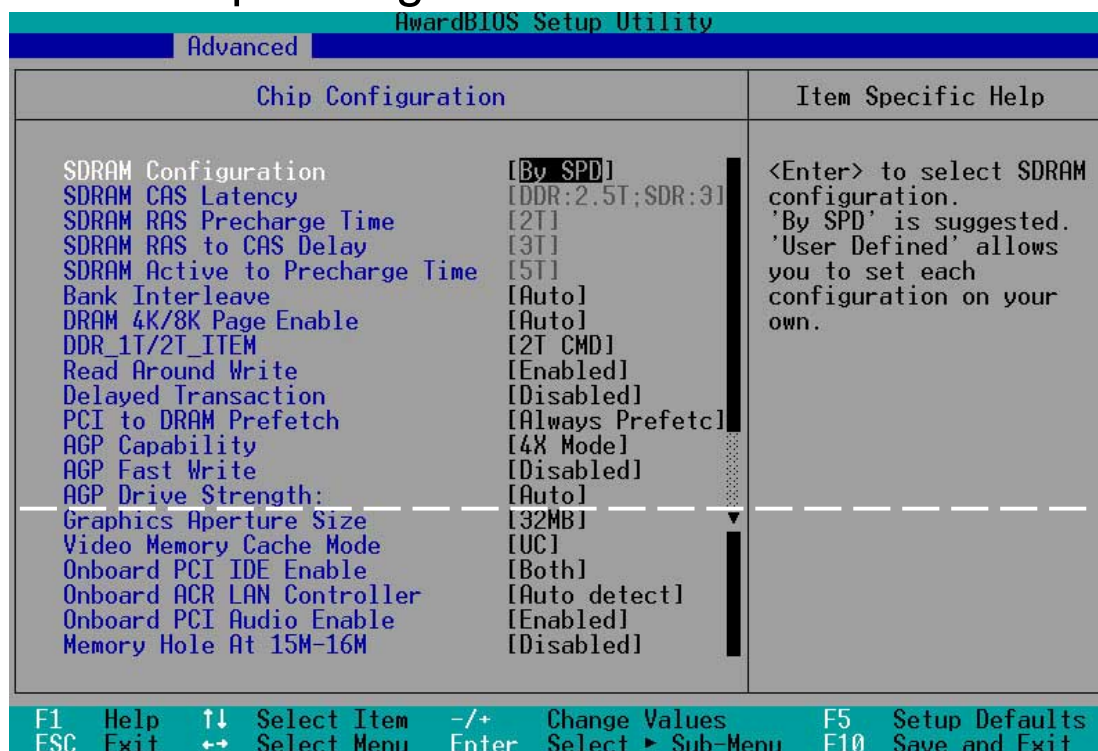 AwardBIOS Setup Utility
Advanced
Chip Configuration
Item Specific Help
SDRAM Configuration [By SPD]
SDRAM CAS Latency [DDR:2.5T;SDR:3]
SDRAM RAS Precharge Time [2T]
SDRAM RAS to CAS Delay [3T]
SDRAM Active to Precharge Time [5T]
Bank Interleave [Auto]
DRAM 4K/8K Page Enable [Auto]
DDR_1T/2T_ITEM [2T CMD]
Read Around Write [Enabled]
Delayed Transaction [Disabled]
PCI to DRAM Prefetch [Always Prefetc]
AGP Capability [4X Mode]
AGP Fast Write [Disabled]
AGP Drive Strength: [Auto]
Graphics Aperture Size [32MB]
Video Memory Cache Mode [UC]
Onboard PCI IDE Enable [Both]
Onboard ACR LAN Controller [Auto detect]
Onboard PCI Audio Enable [Enabled]
Memory Hole At 15M-16M [Disabled]
<Enter> to select SDRAM
configuration.
'By SPD' is suggested.
'User Defined' allows
you to set each
configuration on your
own.
F1 Help ↑↓ Select Item -/+ Change Values F5 Setup Defaults
ESC Exit ←→ Select Menu Enter Select ► Sub-Menu F10 Save and Exit